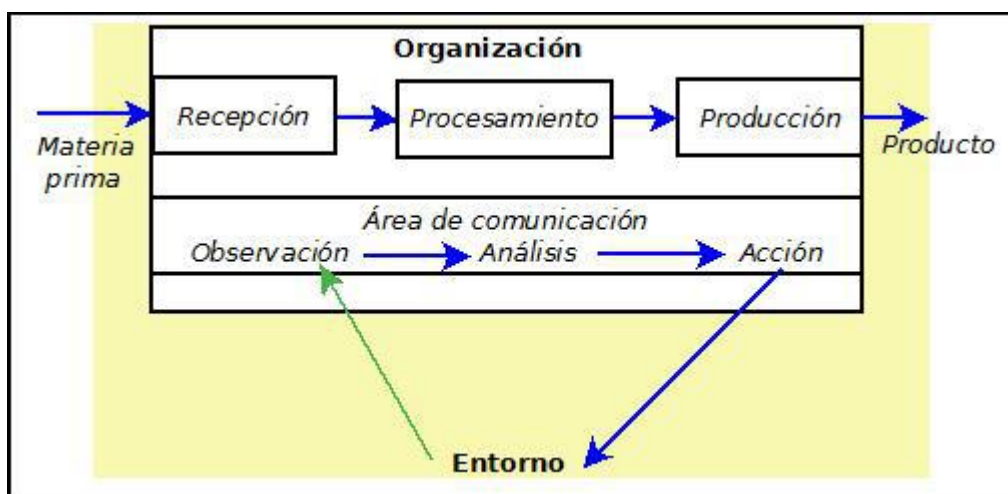 Organización
Recepción
Procesamiento
Producción
Materia
prima
Producto
Área de comunicación
Observación
Análisis
Acción
Entorno